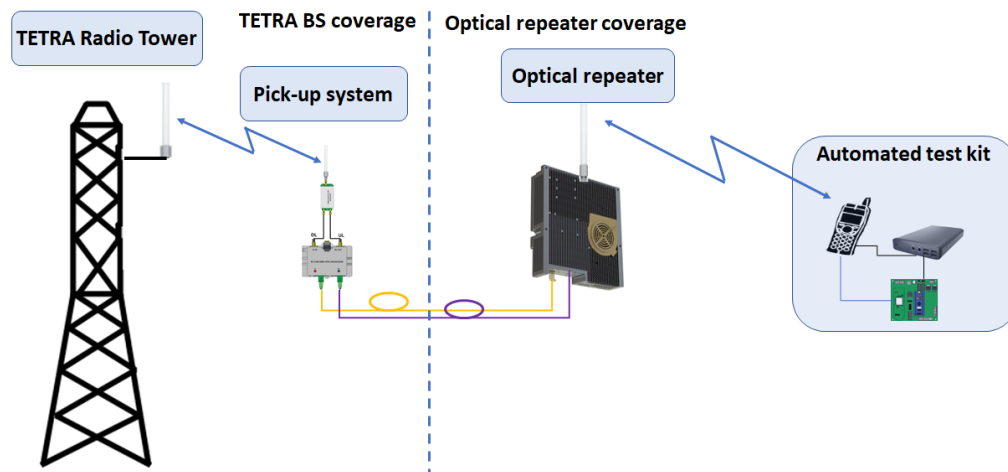 TETRA Radio Tower
TETRA BS coverage
Optical repeater coverage
Pick-up system
Optical repeater
Automated test kit
DL
UL